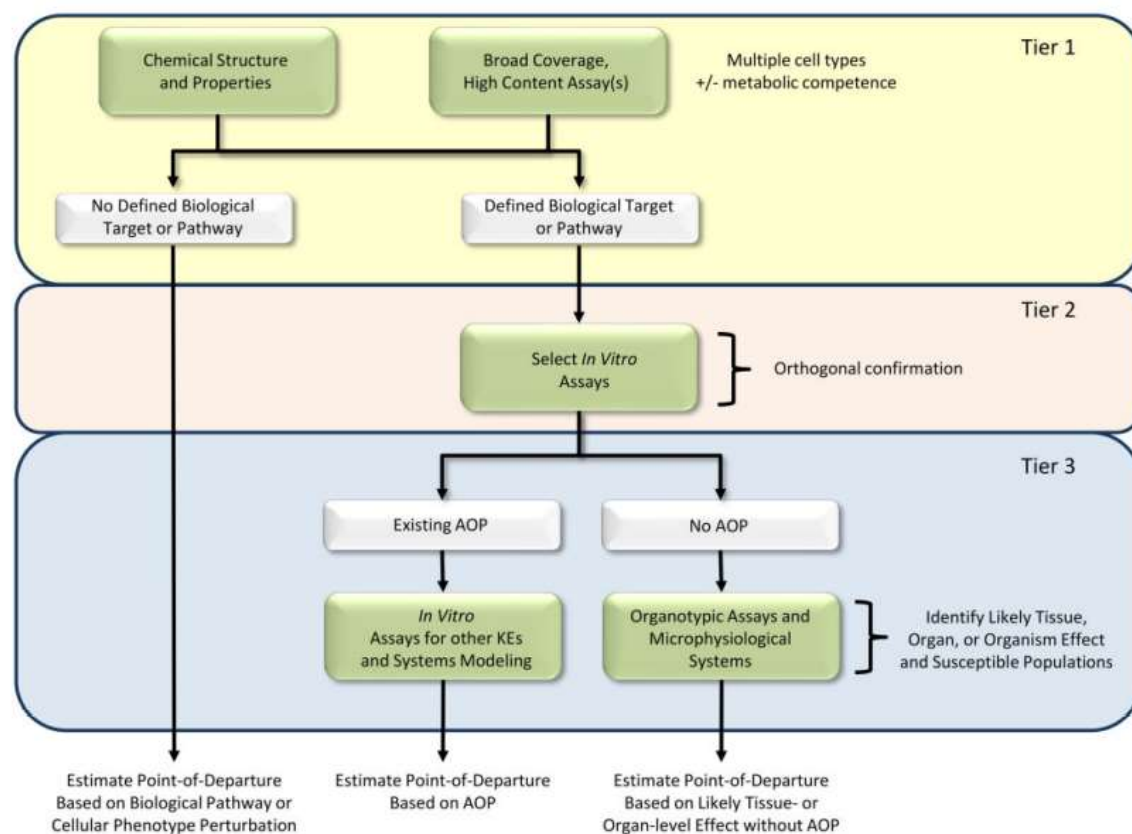 Tier 1
Chemical Structure
and Properties
Broad Coverage,
High Content Assay(s)
Multiple cell types
+/- metabolic competence
No Defined Biological
Target or Pathway
Defined Biological Target
or Pathway
Tier 2
Select In Vitro
Assays
Orthogonal confirmation
Tier 3
Existing AOP
No AOP
In Vitro
Assays for other KEs
and Systems Modeling
Organotypic Assays and
Microphysiological
Systems
Identify Likely Tissue,
Organ, or Organism Effect
and Susceptible Populations
Estimate Point-of-Departure
Based on Biological Pathway or
Cellular Phenotype Perturbation
Estimate Point-of-Departure
Based on AOP
Estimate Point-of-Departure
Based on Likely Tissue- or
Organ-level Effect without AOP